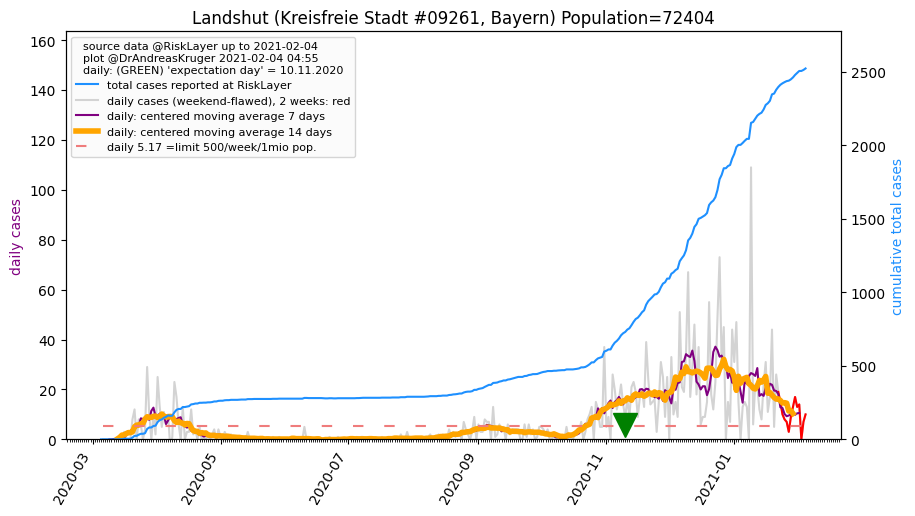 Landshut (Kreisfreie Stadt #09261, Bayern) Population=72404
source data @RiskLayer up to 2021-02-04
plot @DrAndreasKruger 2021-02-04 04:55
daily: (GREEN) 'expectation day' = 10.11.2020
total cases reported at RiskLayer
daily cases (weekend-flawed), 2 weeks: red
daily: centered moving average 7 days
daily: centered moving average 14 days
daily 5.17 =limit 500/week/1mio pop.
daily cases
160
140
120
100
80
60
40
20
0
cumulative total cases
2500
2000
1500
1000
500
0
2020-03
2020-05
2020-07
2020-09
2020-11
2021-01